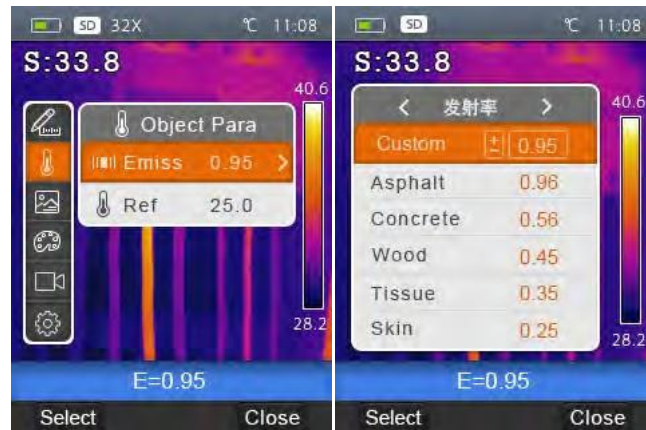 SD 32X ℃ 11:08
S:33.8
40.6
Object Para
Emiss 0.95 >
Ref 25.0
28.2
E=0.95
Select Close
SD ℃ 11:08
S:33.8
40.6
< 发射率 >
Custom ± 0.95
Asphalt 0.96
Concrete 0.56
Wood 0.45
Tissue 0.35
Skin 0.25
28.2
E=0.95
Select Close